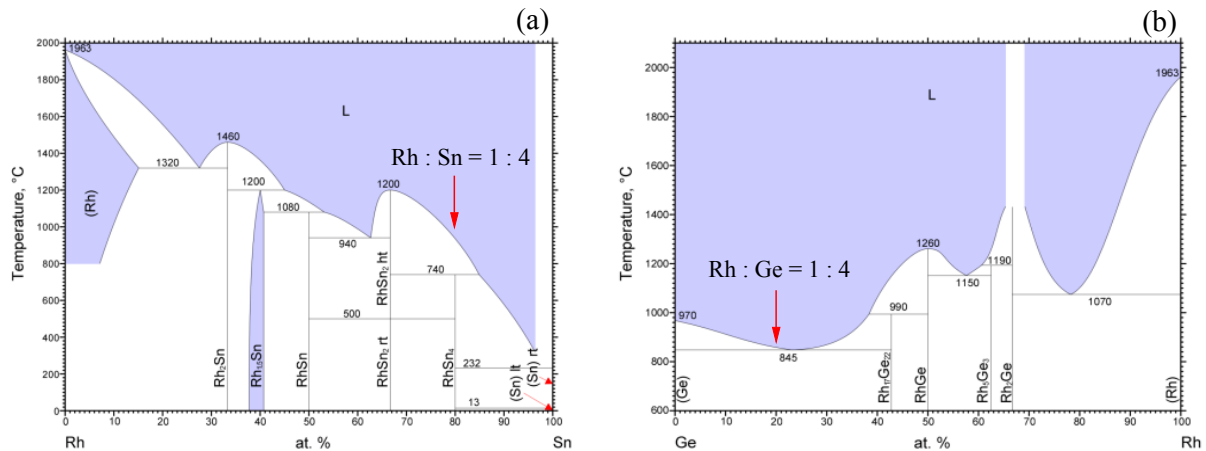 (a)
2000
1800
1600
1400
1200
1000
800
600
400
200
0
Temperature, °C
1963
L
1460
Rh : Sn = 1 : 4
1320
1200
1200
(Rh)
1080
940
740
500
232
13
Rh₂Sn
Rh₁.₅Sn
RhSn
RhSn₂ ht
RhSn₂ rt
RhSn₄
(Sn) lt
(Sn) rt
0 10 20 30 40 50 60 70 80 90 100
Rh at. % Sn
(b)
2000
1800
1600
1400
1200
1000
800
600
Temperature, °C
1963
L
Rh : Ge = 1 : 4
1260
1190
1150
1070
990
970
845
(Ge)
Rh₁₇Ge₂₂
RhGe
Rh₅Ge₃
Rh₂Ge
(Rh)
0 10 20 30 40 50 60 70 80 90 100
Ge at. % Rh